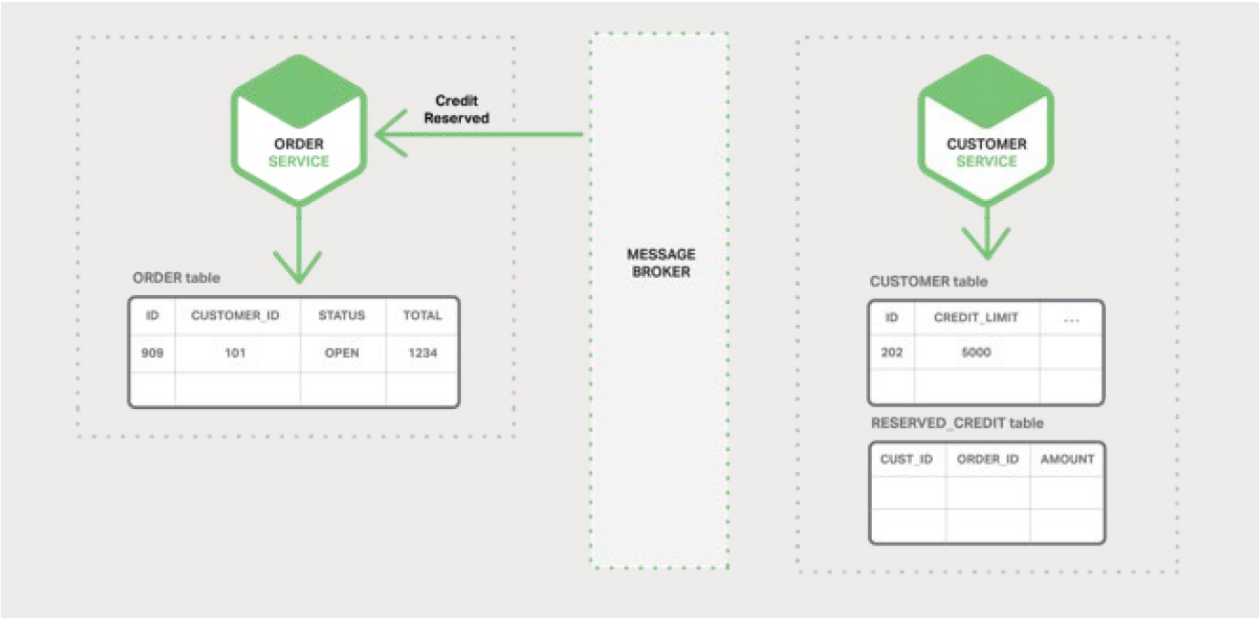 Credit
Reserved
ORDER
SERVICE
CUSTOMER
SERVICE
MESSAGE
BROKER
ORDER table
ID CUSTOMER_ID STATUS TOTAL
909 101 OPEN 1234
CUSTOMER table
ID CREDIT_LIMIT ...
202 5000
RESERVED_CREDIT table
CUST_ID ORDER_ID AMOUNT